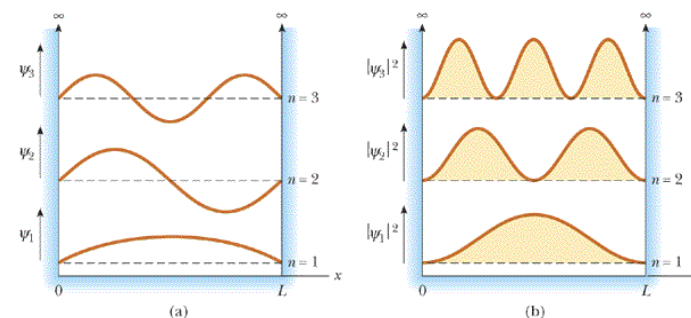 ∞ ∞
ψ₃
n = 3
ψ₂
n = 2
ψ₁
n = 1
0 L x
(a)
∞ ∞
|ψ₃|²
n = 3
|ψ₂|²
n = 2
|ψ₁|²
n = 1
0 L x
(b)